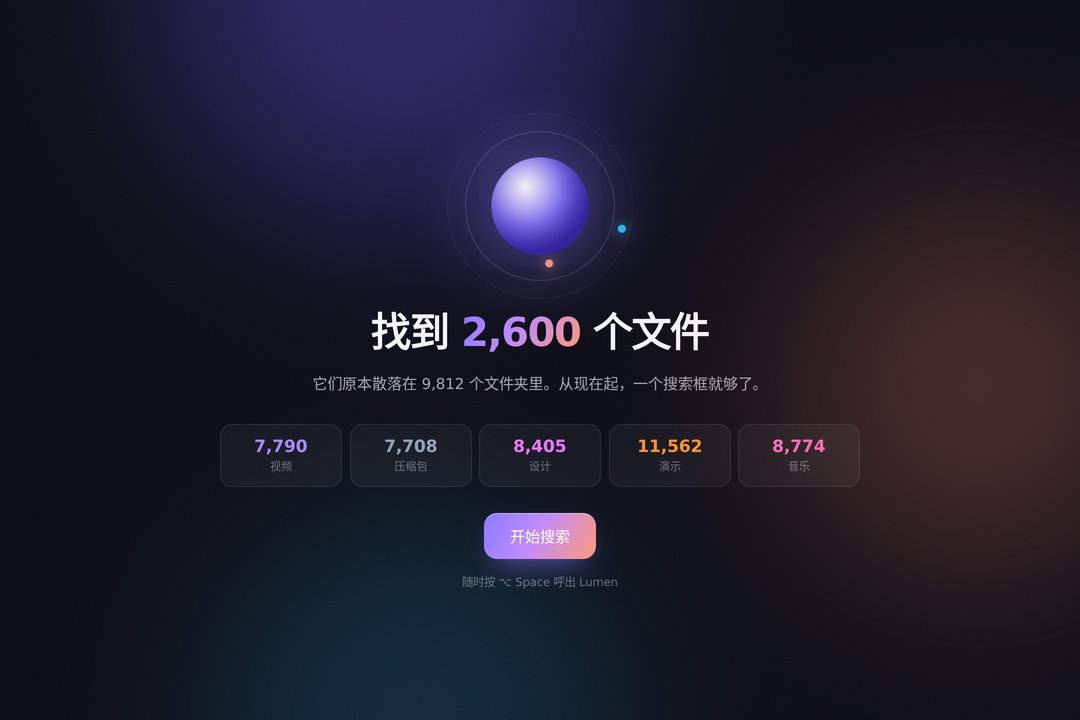 找到 2,600 个文件
它们原本散落在 9,812 个文件夹里。从现在起，一个搜索框就够了。
7,790
视频
7,708
压缩包
8,405
设计
11,562
演示
8,774
音乐
开始搜索
随时按 ⌥ Space 呼出 Lumen